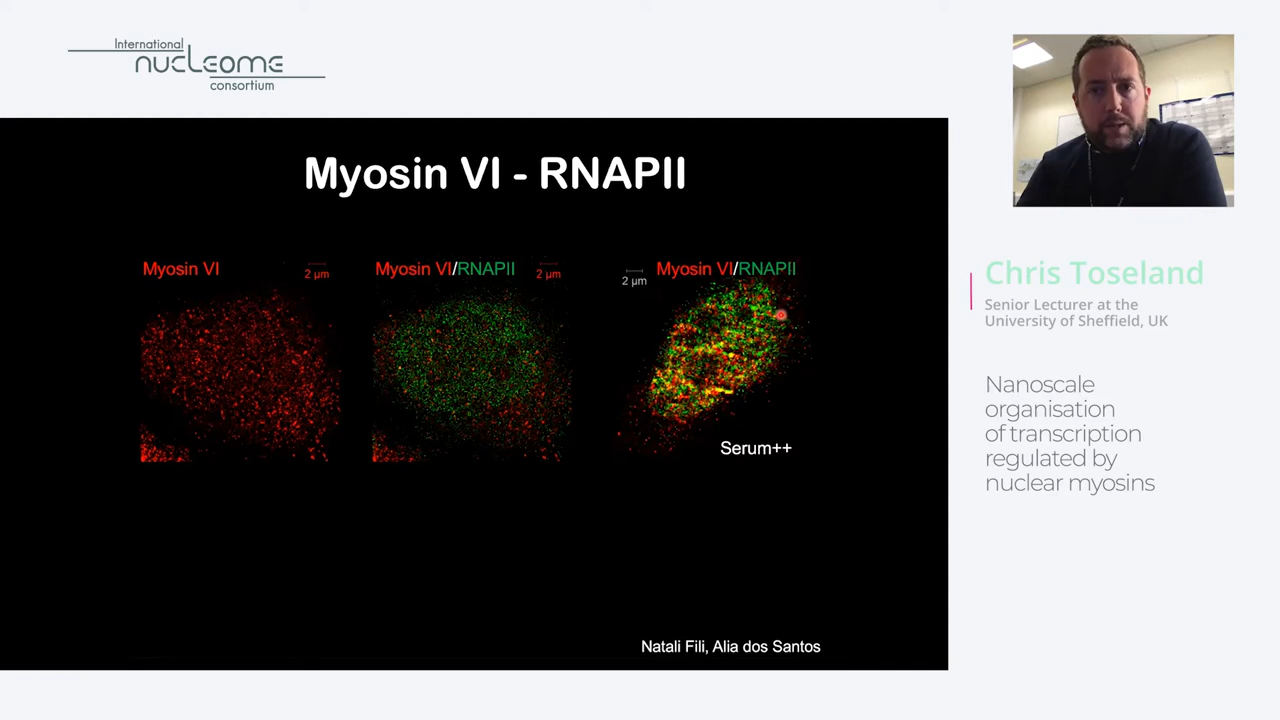 International
nucleome
consortium
Myosin VI - RNAPII
Myosin VI
2 µm
Myosin VI/RNAPII
2 µm
2 µm
Myosin VI/RNAPII
Serum++
Natali Fili, Alia dos Santos
Chris Toseland
Senior Lecturer at the
University of Sheffield, UK
Nanoscale
organisation
of transcription
regulated by
nuclear myosins